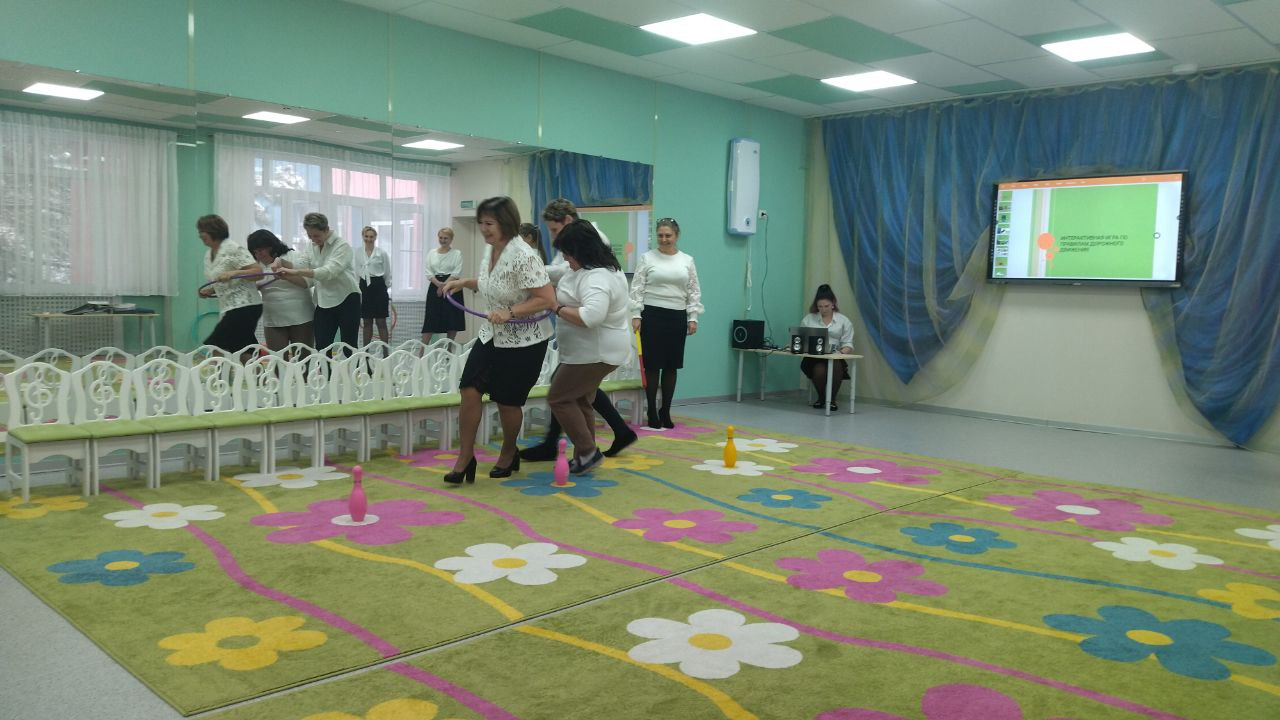 ИНТЕРАКТИВНАЯ ИГРА ПО
ПРАВИЛАМ ДОРОЖНОГО
ДВИЖЕНИЯ